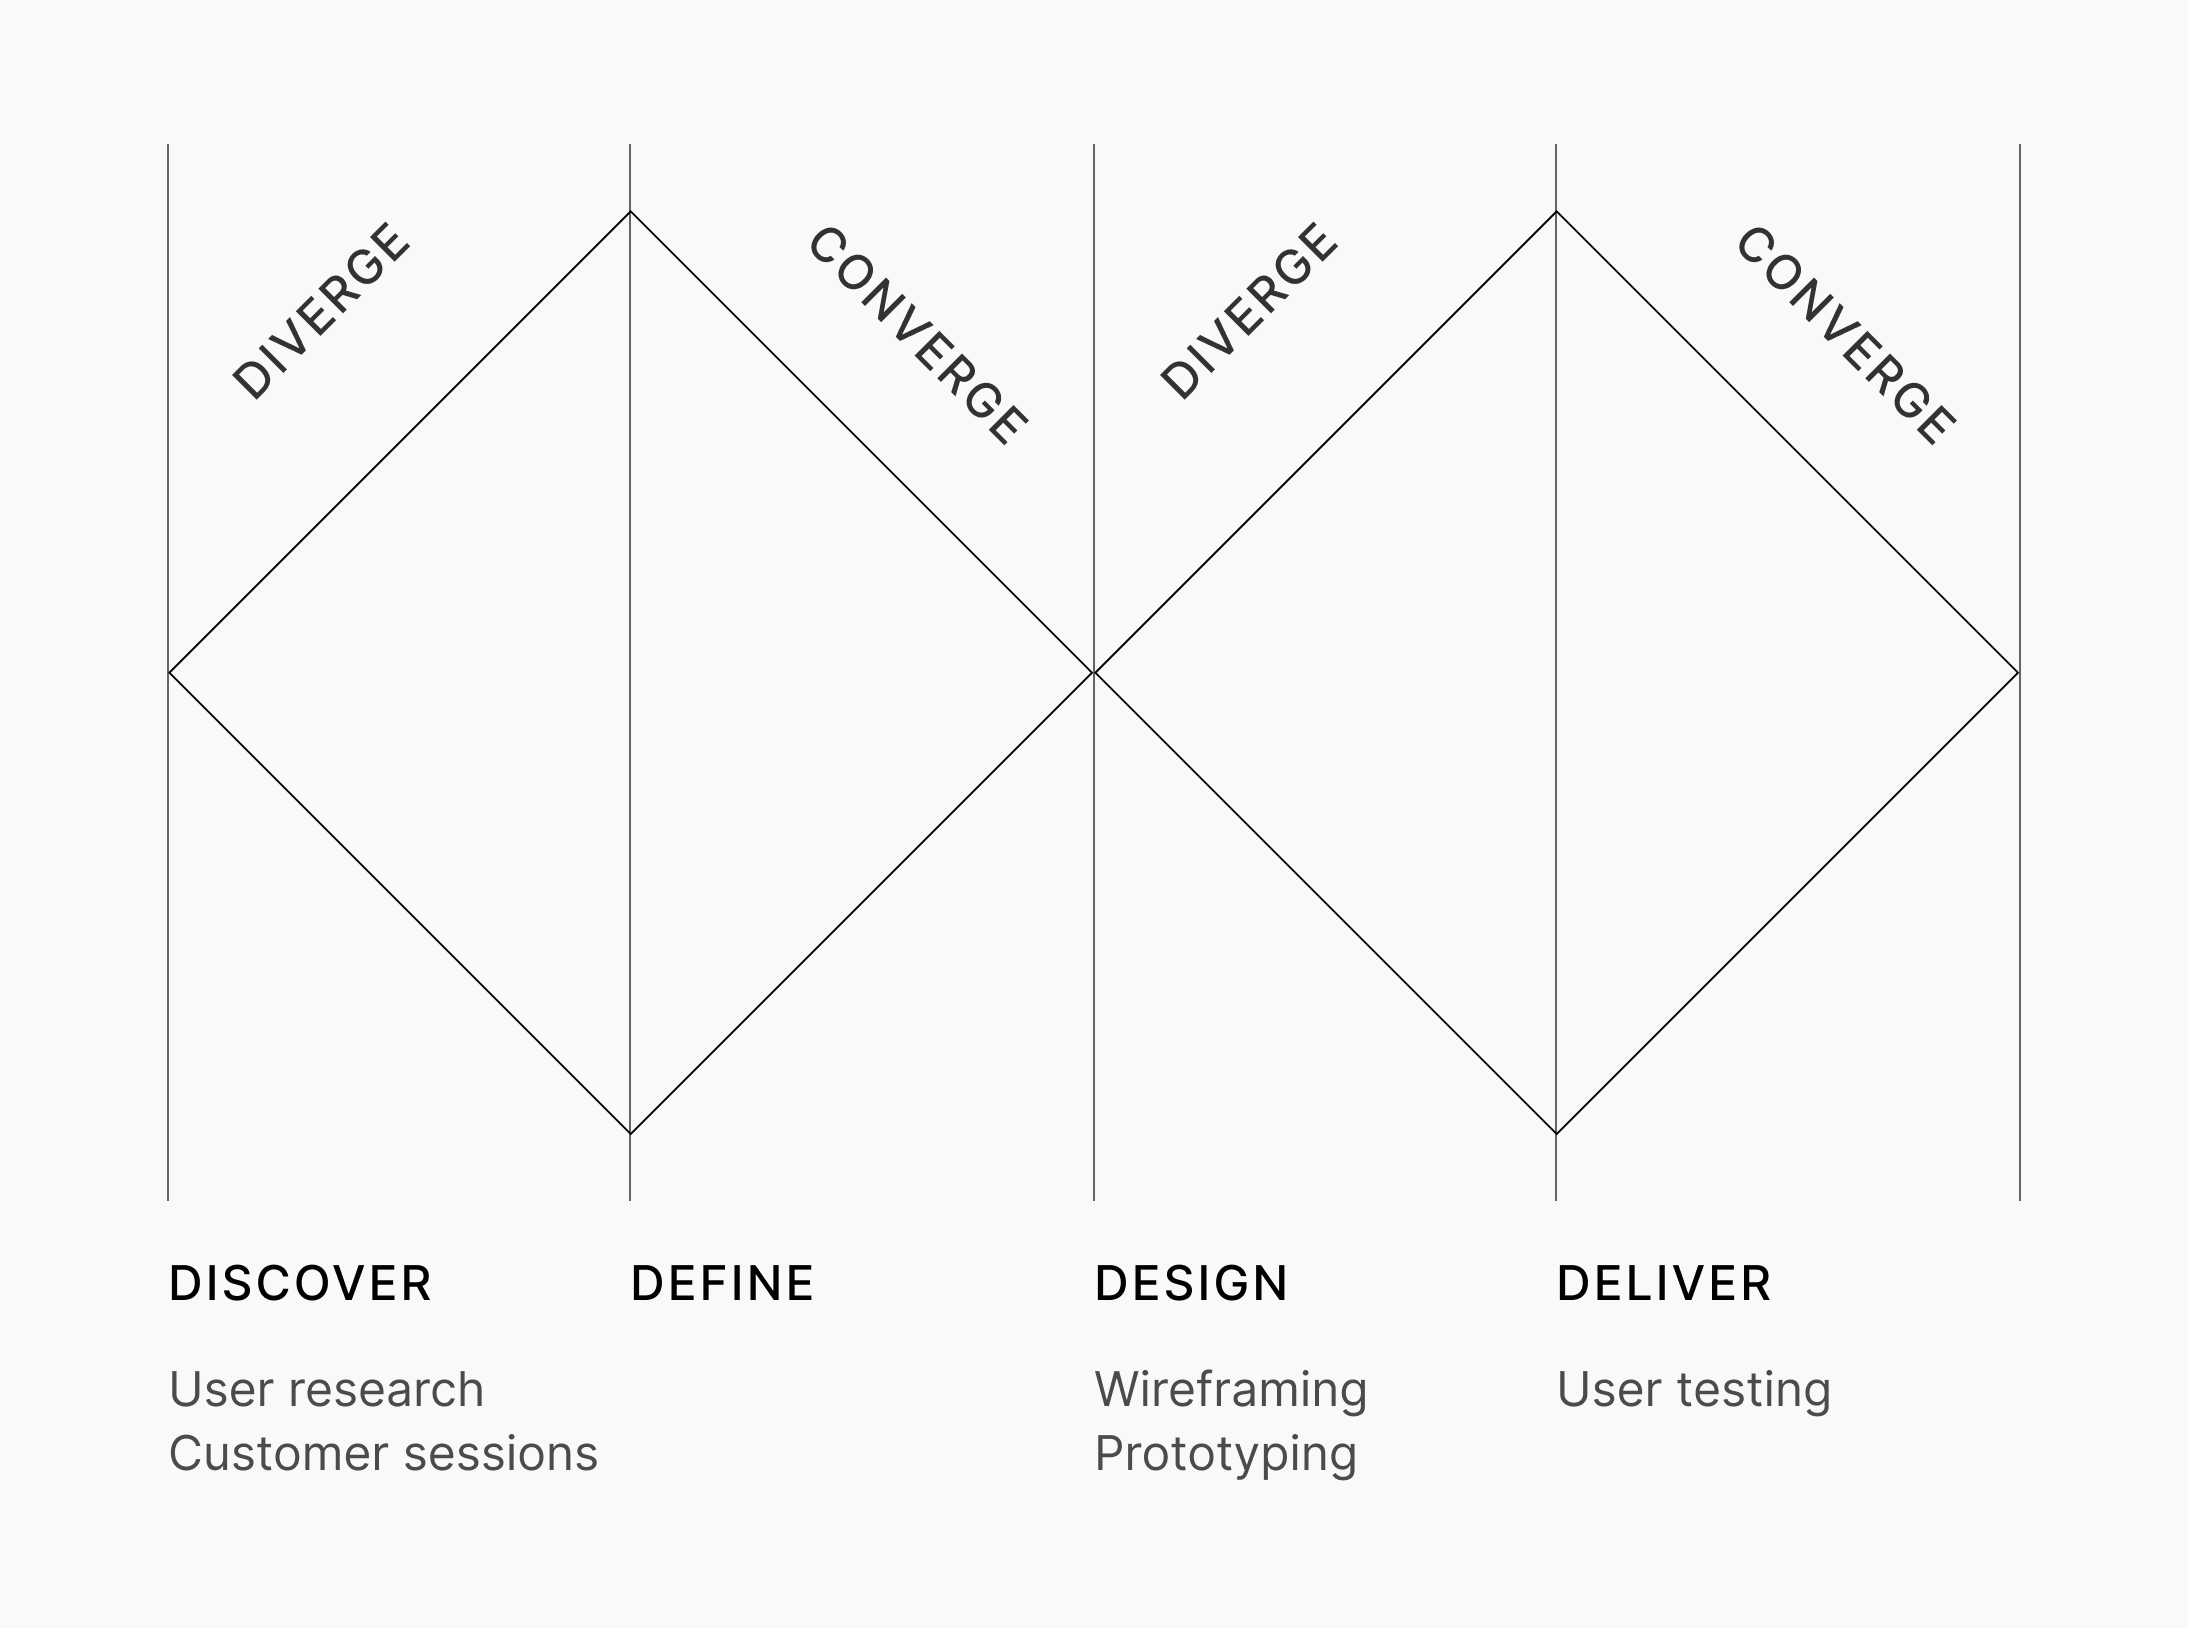 DIVERGE
CONVERGE
DIVERGE
CONVERGE
DISCOVER
DEFINE
DESIGN
DELIVER
User research
Customer sessions
Wireframing
Prototyping
User testing